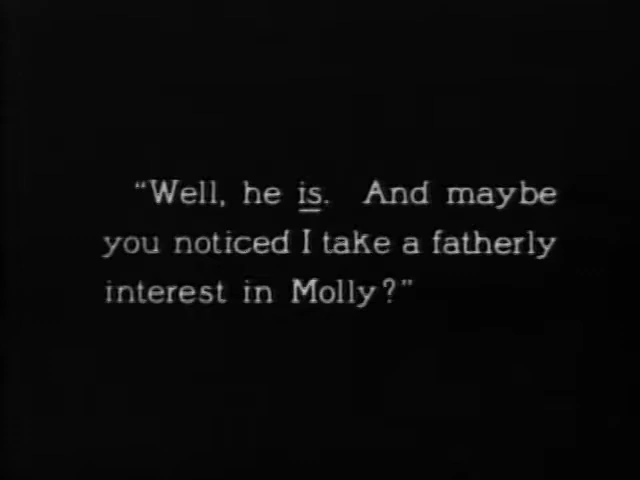 "Well, he is. And maybe
you noticed I take a fatherly
interest in Molly?"